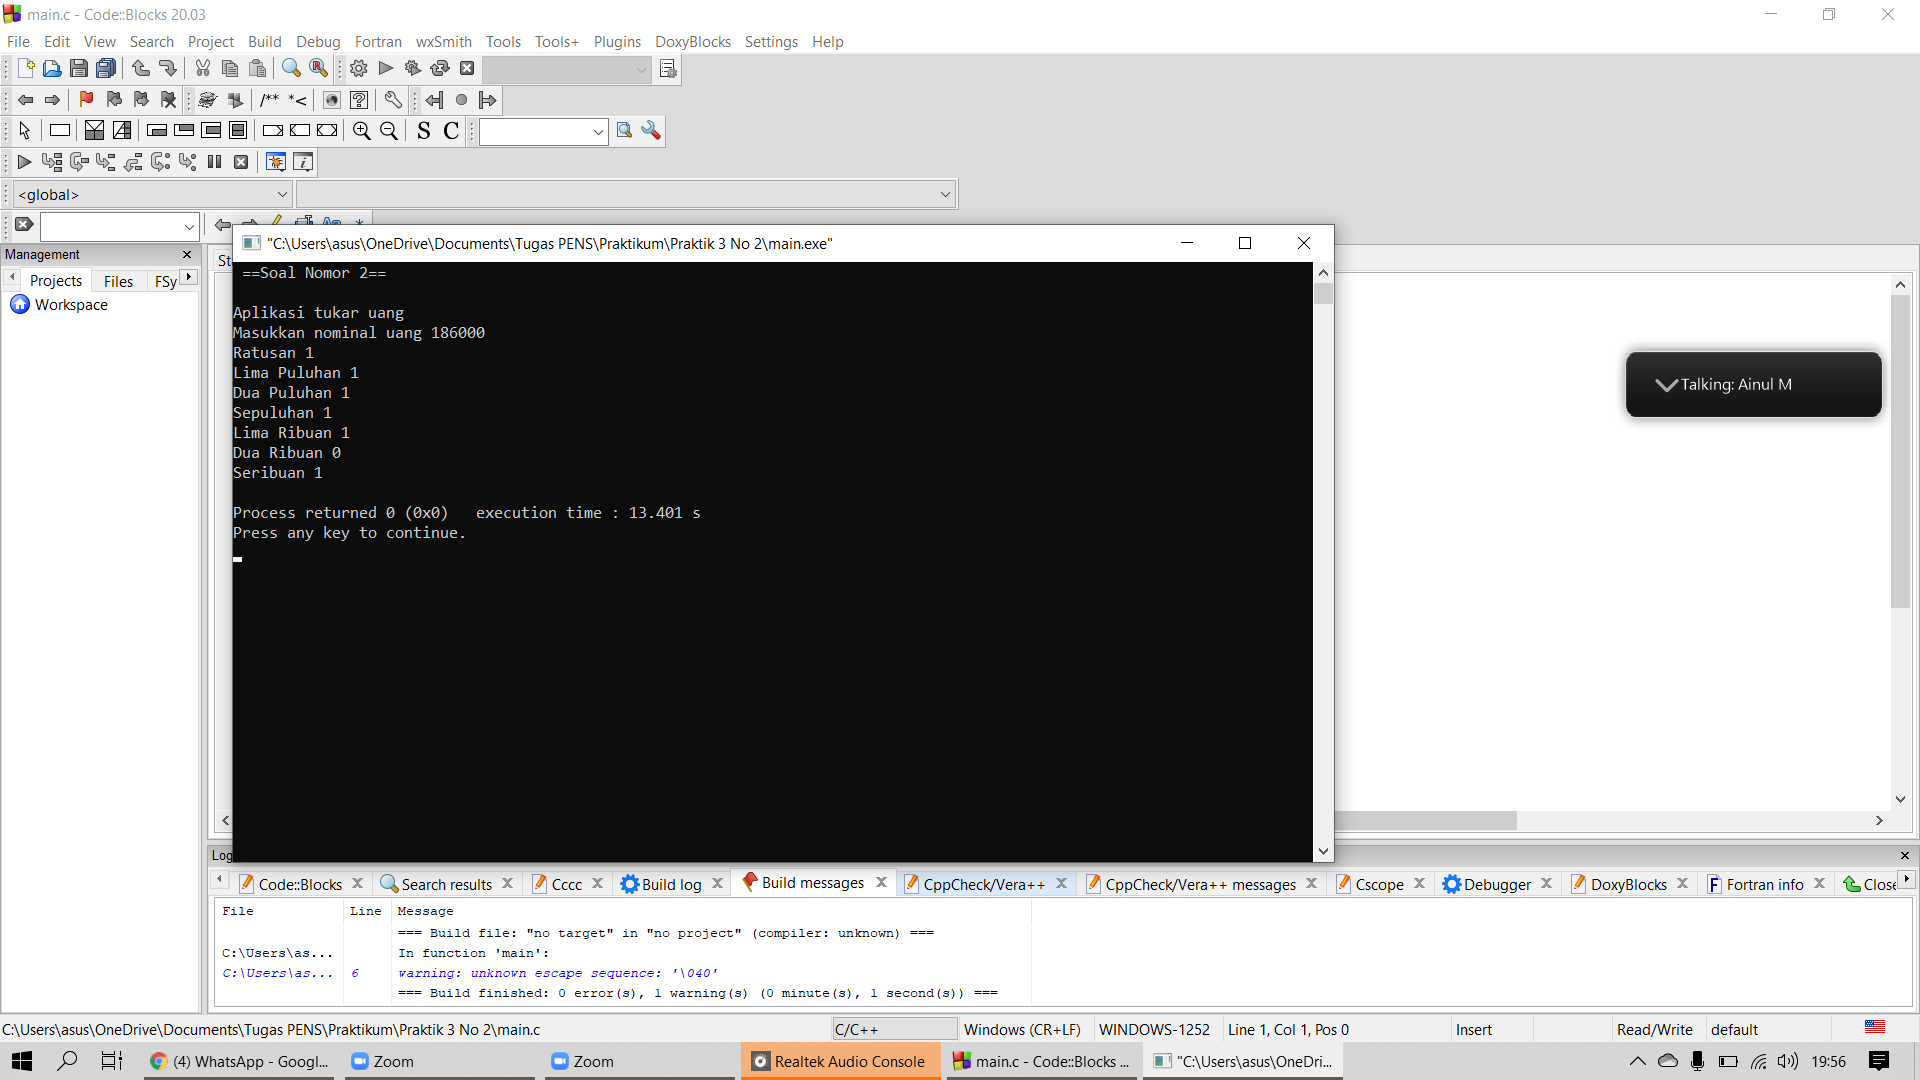 main.c - Code::Blocks 20.03
File Edit View Search Project Build Debug Fortran wxSmith Tools Tools+ Plugins DoxyBlocks Settings Help
/** *<
S C
<global>
Management
Projects Files FSy
Workspace
St
"C:\Users\asus\OneDrive\Documents\Tugas PENS\Praktikum\Praktik 3 No 2\main.exe"
==Soal Nomor 2==
Aplikasi tukar uang
Masukkan nominal uang 186000
Ratusan 1
Lima Puluhan 1
Dua Puluhan 1
Sepuluhan 1
Lima Ribuan 1
Dua Ribuan 0
Seribuan 1
Process returned 0 (0x0) execution time : 13.401 s
Press any key to continue.
Talking: Ainul M
Log
Code::Blocks Search results Cccc Build log Build messages CppCheck/Vera++ CppCheck/Vera++ messages Cscope Debugger DoxyBlocks Fortran info Close
File Line Message
=== Build file: "no target" in "no project" (compiler: unknown) ===
C:\Users\as... In function 'main':
C:\Users\as... 6 warning: unknown escape sequence: '\040'
=== Build finished: 0 error(s), 1 warning(s) (0 minute(s), 1 second(s)) ===
C:\Users\asus\OneDrive\Documents\Tugas PENS\Praktikum\Praktik 3 No 2\main.c C/C++ Windows (CR+LF) WINDOWS-1252 Line 1, Col 1, Pos 0 Insert Read/Write default
(4) WhatsApp - Googl... Zoom Zoom Realtek Audio Console main.c - Code::Blocks ... "C:\Users\asus\OneDri... 19:56